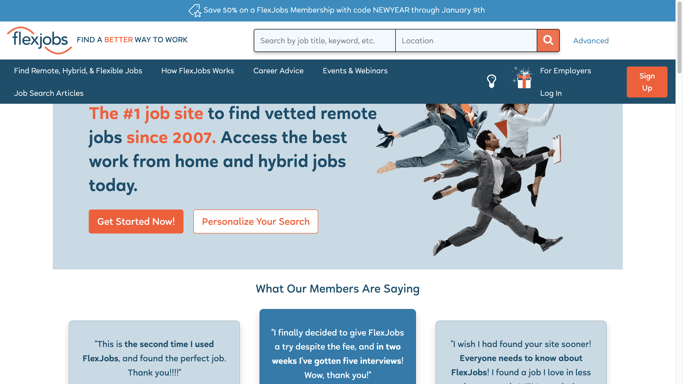 Save 50% on a FlexJobs Membership with code NEWYEAR through January 9th
flexjobs FIND A BETTER WAY TO WORK
Search by job title, keyword, etc.
Location
Advanced
Find Remote, Hybrid, & Flexible Jobs
How FlexJobs Works
Career Advice
Events & Webinars
Job Search Articles
For Employers
Log In
Sign
Up
The #1 job site to find vetted remote
jobs since 2007. Access the best
work from home and hybrid jobs
today.
Get Started Now!
Personalize Your Search
What Our Members Are Saying
"This is the second time I used
FlexJobs, and found the perfect job.
Thank you!!!!"
"I finally decided to give FlexJobs
a try despite the fee, and in two
weeks I've gotten five interviews!
Wow, thank you!"
"I wish I had found your site sooner!
Everyone needs to know about
FlexJobs! I found a job I love in less